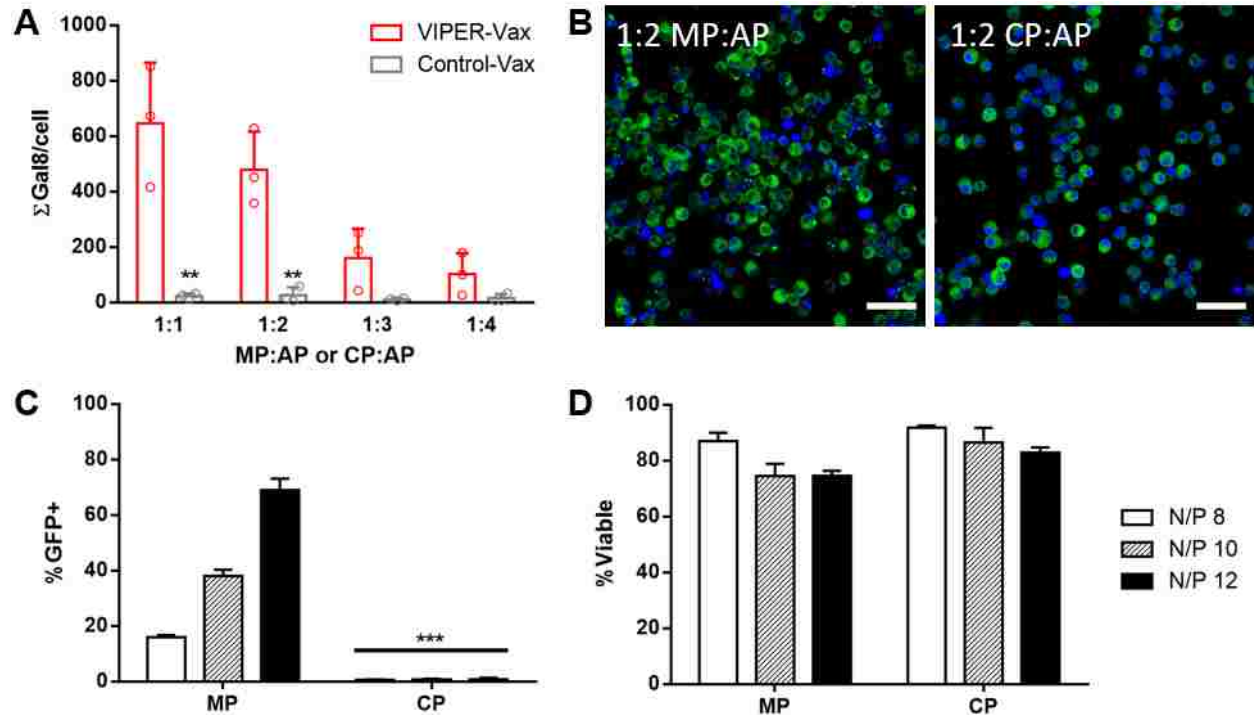 A
1000
800
600
400
200
0
ΣGal8/cell
VIPER-Vax
Control-Vax
**
**
1:1 1:2 1:3 1:4
MP:AP or CP:AP
B
1:2 MP:AP
1:2 CP:AP
C
100
80
60
40
20
0
%GFP+
***
MP CP
D
100
80
60
40
20
0
%Viable
MP CP
N/P 8
N/P 10
N/P 12